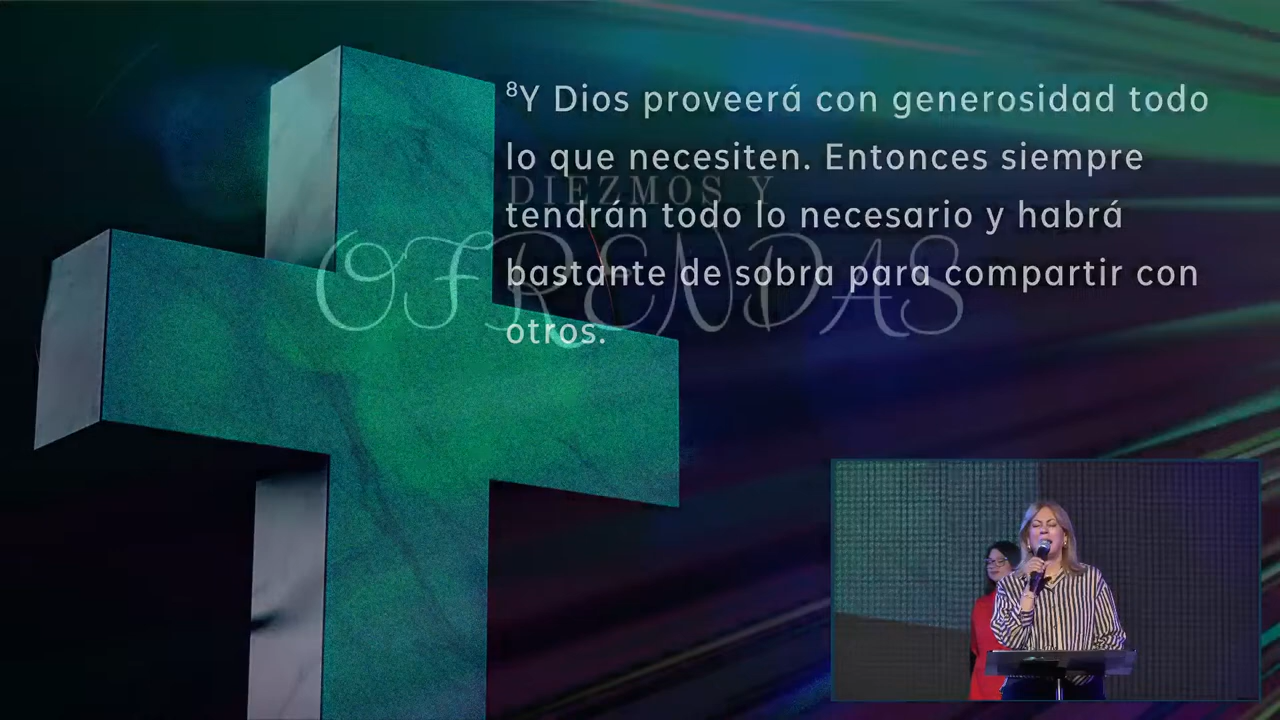 ⁸Y Dios proveerá con generosidad todo
lo que necesiten. Entonces siempre
tendrán todo lo necesario y habrá
bastante de sobra para compartir con
otros.
DIEZMOS Y
OFRENDAS